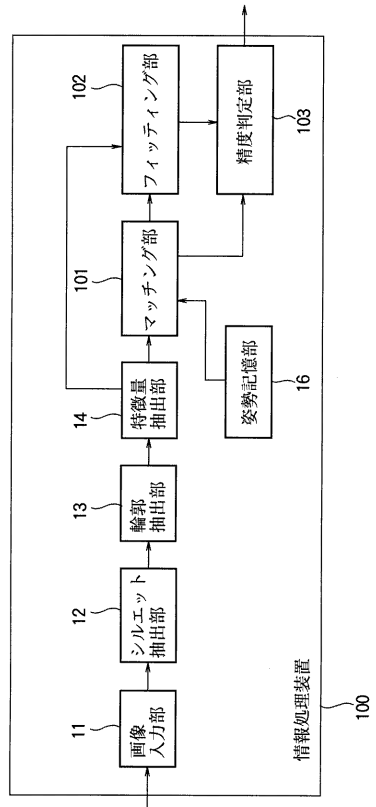 11
画像
入力部
12
シルエット
抽出部
13
輪郭
抽出部
14
特徴量
抽出部
101
マッチング部
102
フィッティング部
16
姿勢記憶部
103
精度判定部
情報処理装置
100